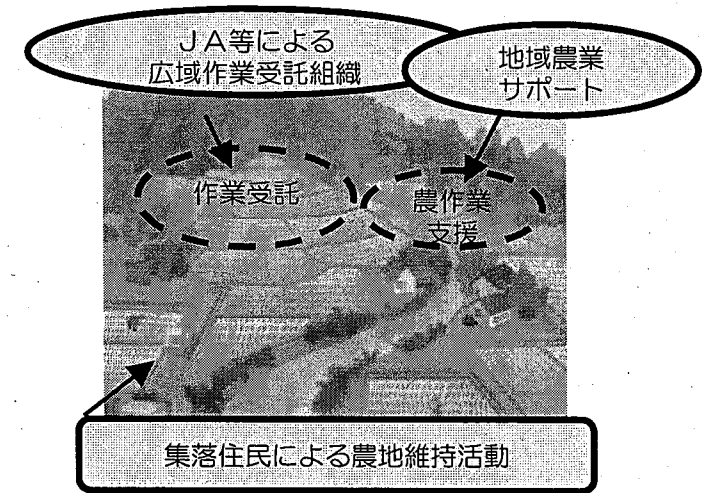 JA等による
広域作業受託組織
地域農業
サポート
作業受託
農作業
支援
集落住民による農地維持活動